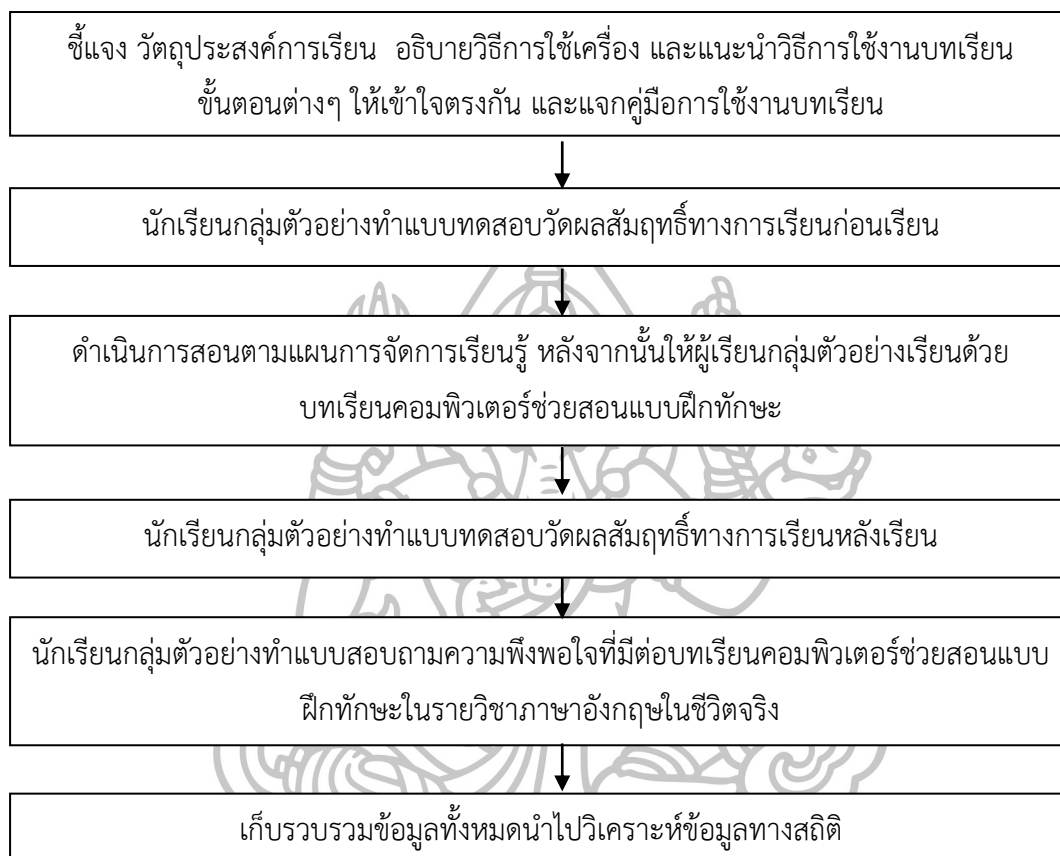 ชี้แจง วัตถุประสงค์การเรียน อธิบายวิธีการใช้เครื่อง และแนะนำวิธีการใช้งานบทเรียน
ขั้นตอนต่างๆ ให้เข้าใจตรงกัน และแจกคู่มือการใช้งานบทเรียน
นักเรียนกลุ่มตัวอย่างทำแบบทดสอบวัดผลสัมฤทธิ์ทางการเรียนก่อนเรียน
ดำเนินการสอนตามแผนการจัดการเรียนรู้ หลังจากนั้นให้ผู้เรียนกลุ่มตัวอย่างเรียนด้วย
บทเรียนคอมพิวเตอร์ช่วยสอนแบบฝึกทักษะ
นักเรียนกลุ่มตัวอย่างทำแบบทดสอบวัดผลสัมฤทธิ์ทางการเรียนหลังเรียน
นักเรียนกลุ่มตัวอย่างทำแบบสอบถามความพึงพอใจที่มีต่อบทเรียนคอมพิวเตอร์ช่วยสอนแบบ
ฝึกทักษะในรายวิชาภาษาอังกฤษในชีวิตจริง
เก็บรวบรวมข้อมูลทั้งหมดนำไปวิเคราะห์ข้อมูลทางสถิติ